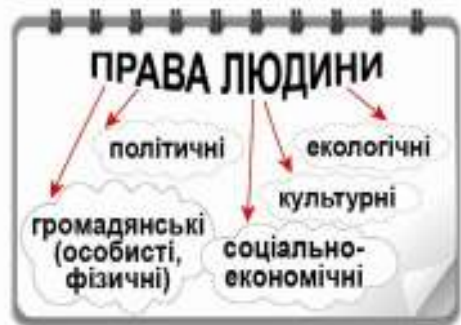 ПРАВА ЛЮДИНИ
політичні
екологічні
культурні
громадянські
(особисті,
фізичні)
соціально-
економічні